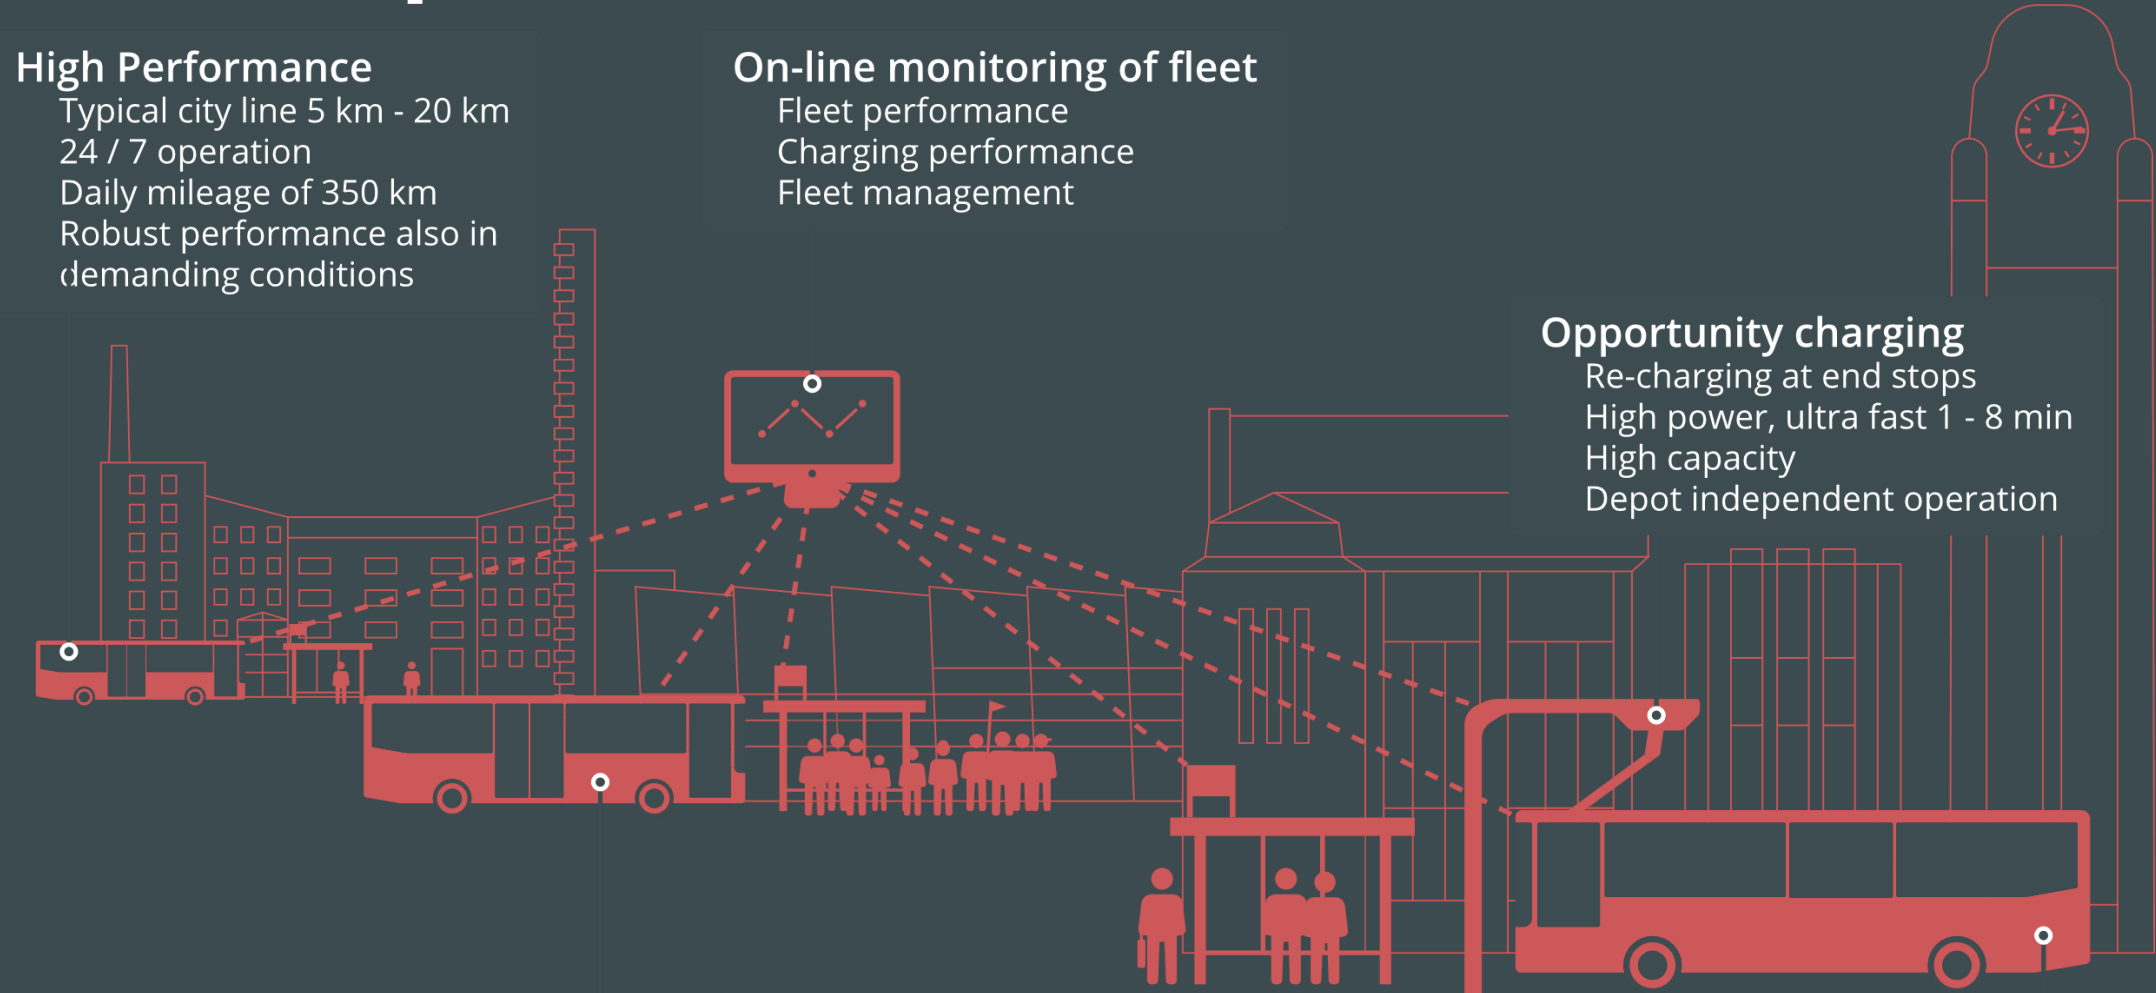 High Performance
Typical city line 5 km - 20 km
24 / 7 operation
Daily mileage of 350 km
Robust performance also in
demanding conditions
On-line monitoring of fleet
Fleet performance
Charging performance
Fleet management
Opportunity charging
Re-charging at end stops
High power, ultra fast 1 - 8 min
High capacity
Depot independent operation